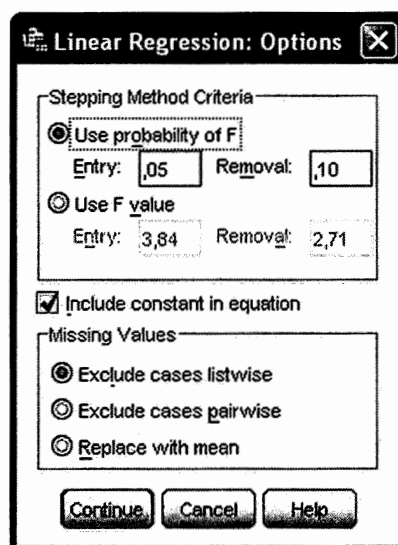 Linear Regression: Options
Stepping Method Criteria
Use probability of F
Entry: ,05 Removal: ,10
Use F value
Entry: 3,84 Removal: 2,71
Include constant in equation
Missing Values
Exclude cases listwise
Exclude cases pairwise
Replace with mean
Continue Cancel Help